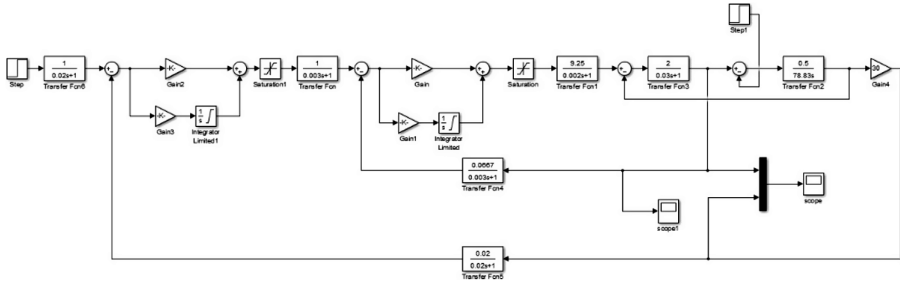 Step1
Step
1
0.02s+1
Transfer Fcn6
-K-
Gain2
-K-
Gain3
1
s
Integrator
Limited1
Saturation1
1
0.003s+1
Transfer Fcn
-K-
Gain
-K-
Gain1
1
s
Integrator
Limited
Saturation
9.25
0.002s+1
Transfer Fcn1
2
0.03s+1
Transfer Fcn3
0.5
78.83s
Transfer Fcn2
30
Gain4
0.0667
0.003s+1
Transfer Fcn4
scope1
scope
0.02
0.02s+1
Transfer Fcn5